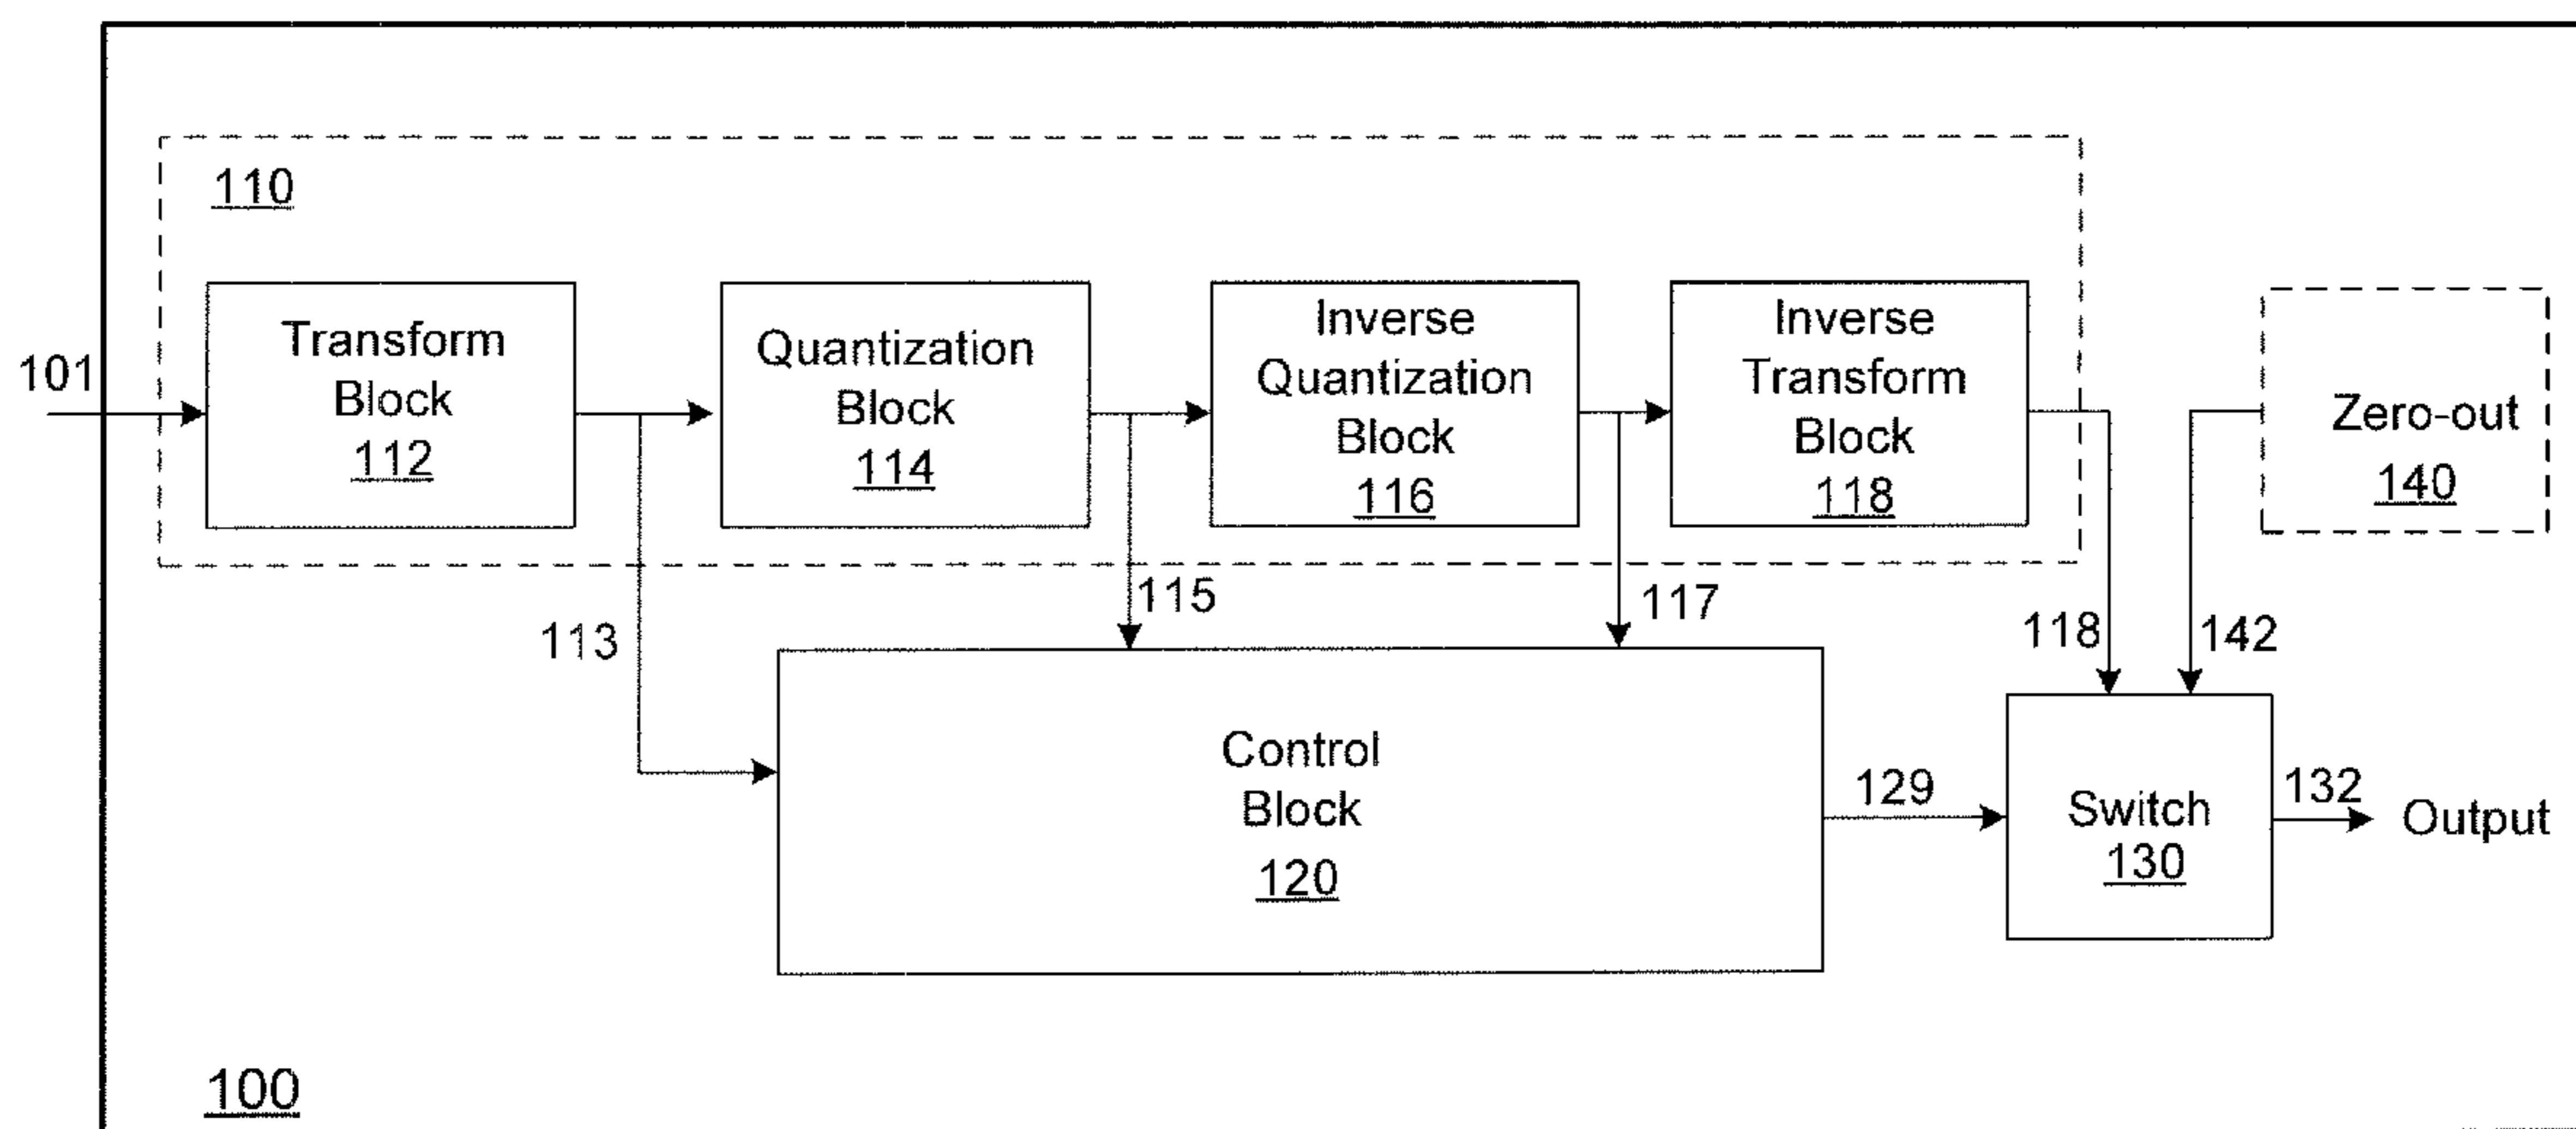 110
101
Transform
Block
112
Quantization
Block
114
Inverse
Quantization
Block
116
Inverse
Transform
Block
118
Zero-out
140
113
115
117
118
142
Control
Block
120
129
Switch
130
132
Output
100